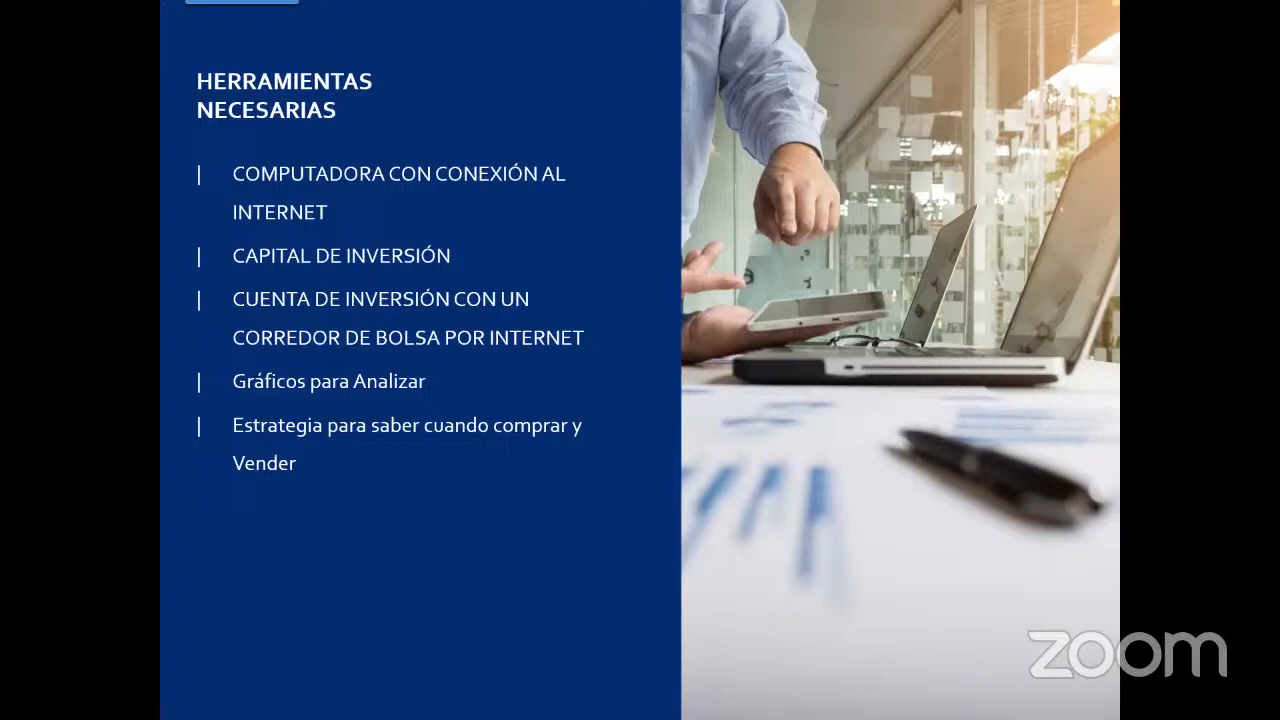 HERRAMIENTAS
NECESARIAS
| COMPUTADORA CON CONEXIÓN AL
INTERNET
| CAPITAL DE INVERSIÓN
| CUENTA DE INVERSIÓN CON UN
CORREDOR DE BOLSA POR INTERNET
| Gráficos para Analizar
| Estrategia para saber cuando comprar y
Vender
zoom